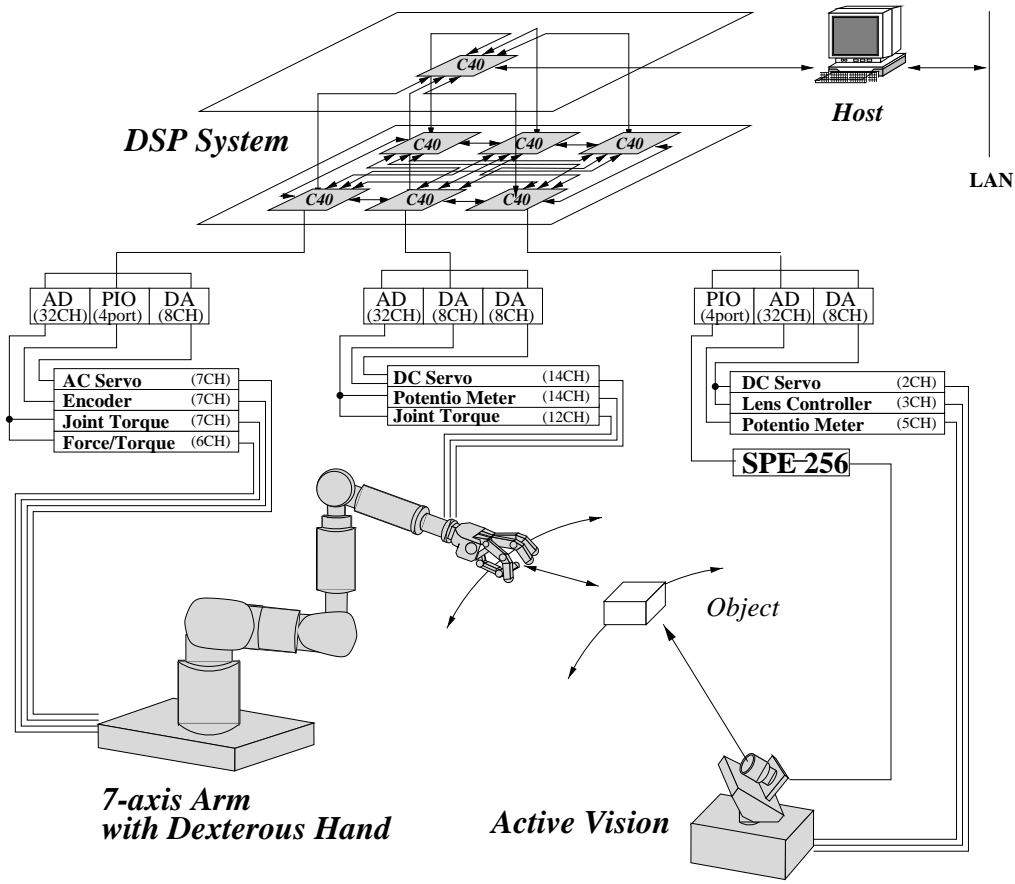 C40
Host
DSP System
LAN
C40 C40 C40
C40 C40 C40
AD (32CH) PIO (4port) DA (8CH)
AC Servo (7CH)
Encoder (7CH)
Joint Torque (7CH)
Force/Torque (6CH)
AD (32CH) DA (8CH) DA (8CH)
DC Servo (14CH)
Potentio Meter (14CH)
Joint Torque (12CH)
PIO (4port) AD (32CH) DA (8CH)
DC Servo (2CH)
Lens Controller (3CH)
Potentio Meter (5CH)
SPE-256
Object
7-axis Arm
with Dexterous Hand
Active Vision